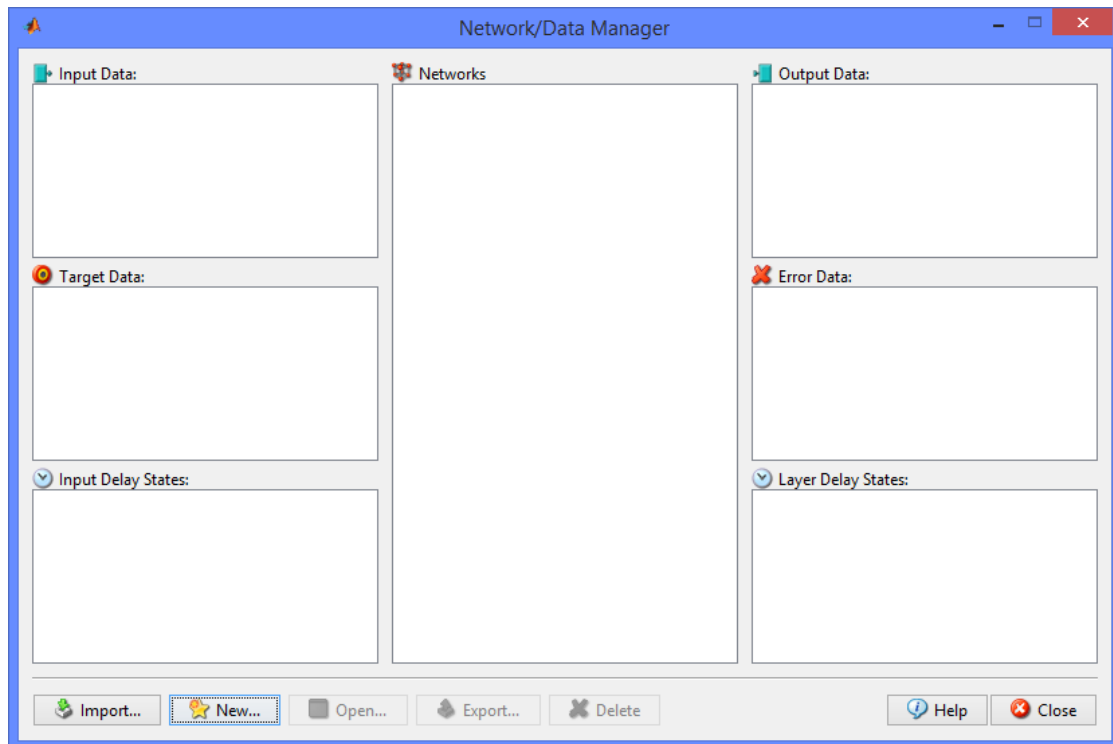 Network/Data Manager
Input Data:
Networks
Output Data:
Target Data:
Error Data:
Input Delay States:
Layer Delay States:
Import...
New...
Open...
Export...
Delete
Help
Close